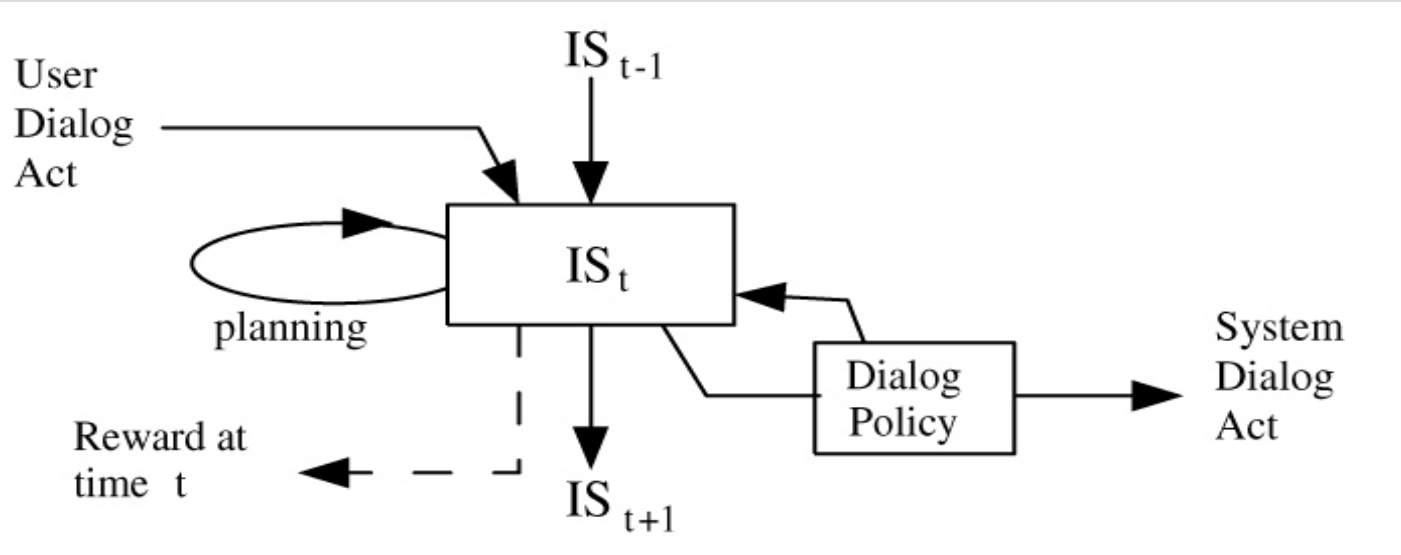 User
Dialog
Act
IS t-1
IS t
planning
Dialog
Policy
System
Dialog
Act
Reward at
time t
IS t+1